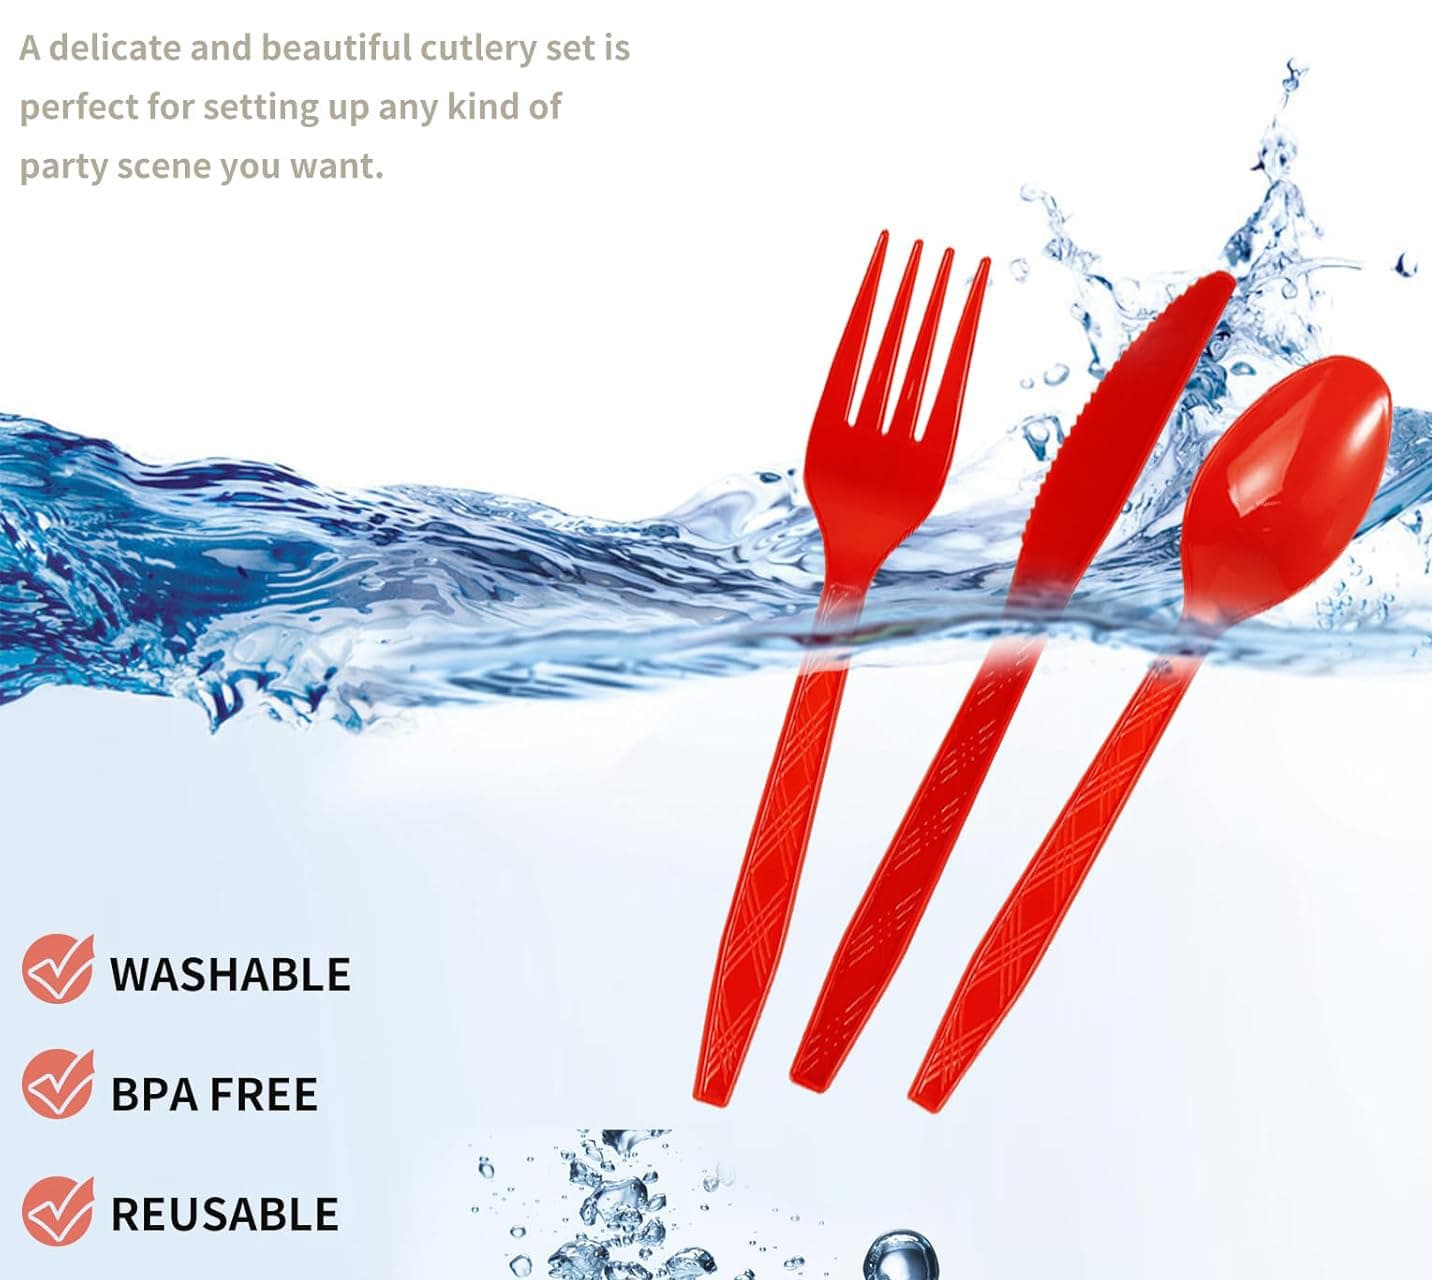 A delicate and beautiful cutlery set is
perfect for setting up any kind of
party scene you want.
WASHABLE
BPA FREE
REUSABLE